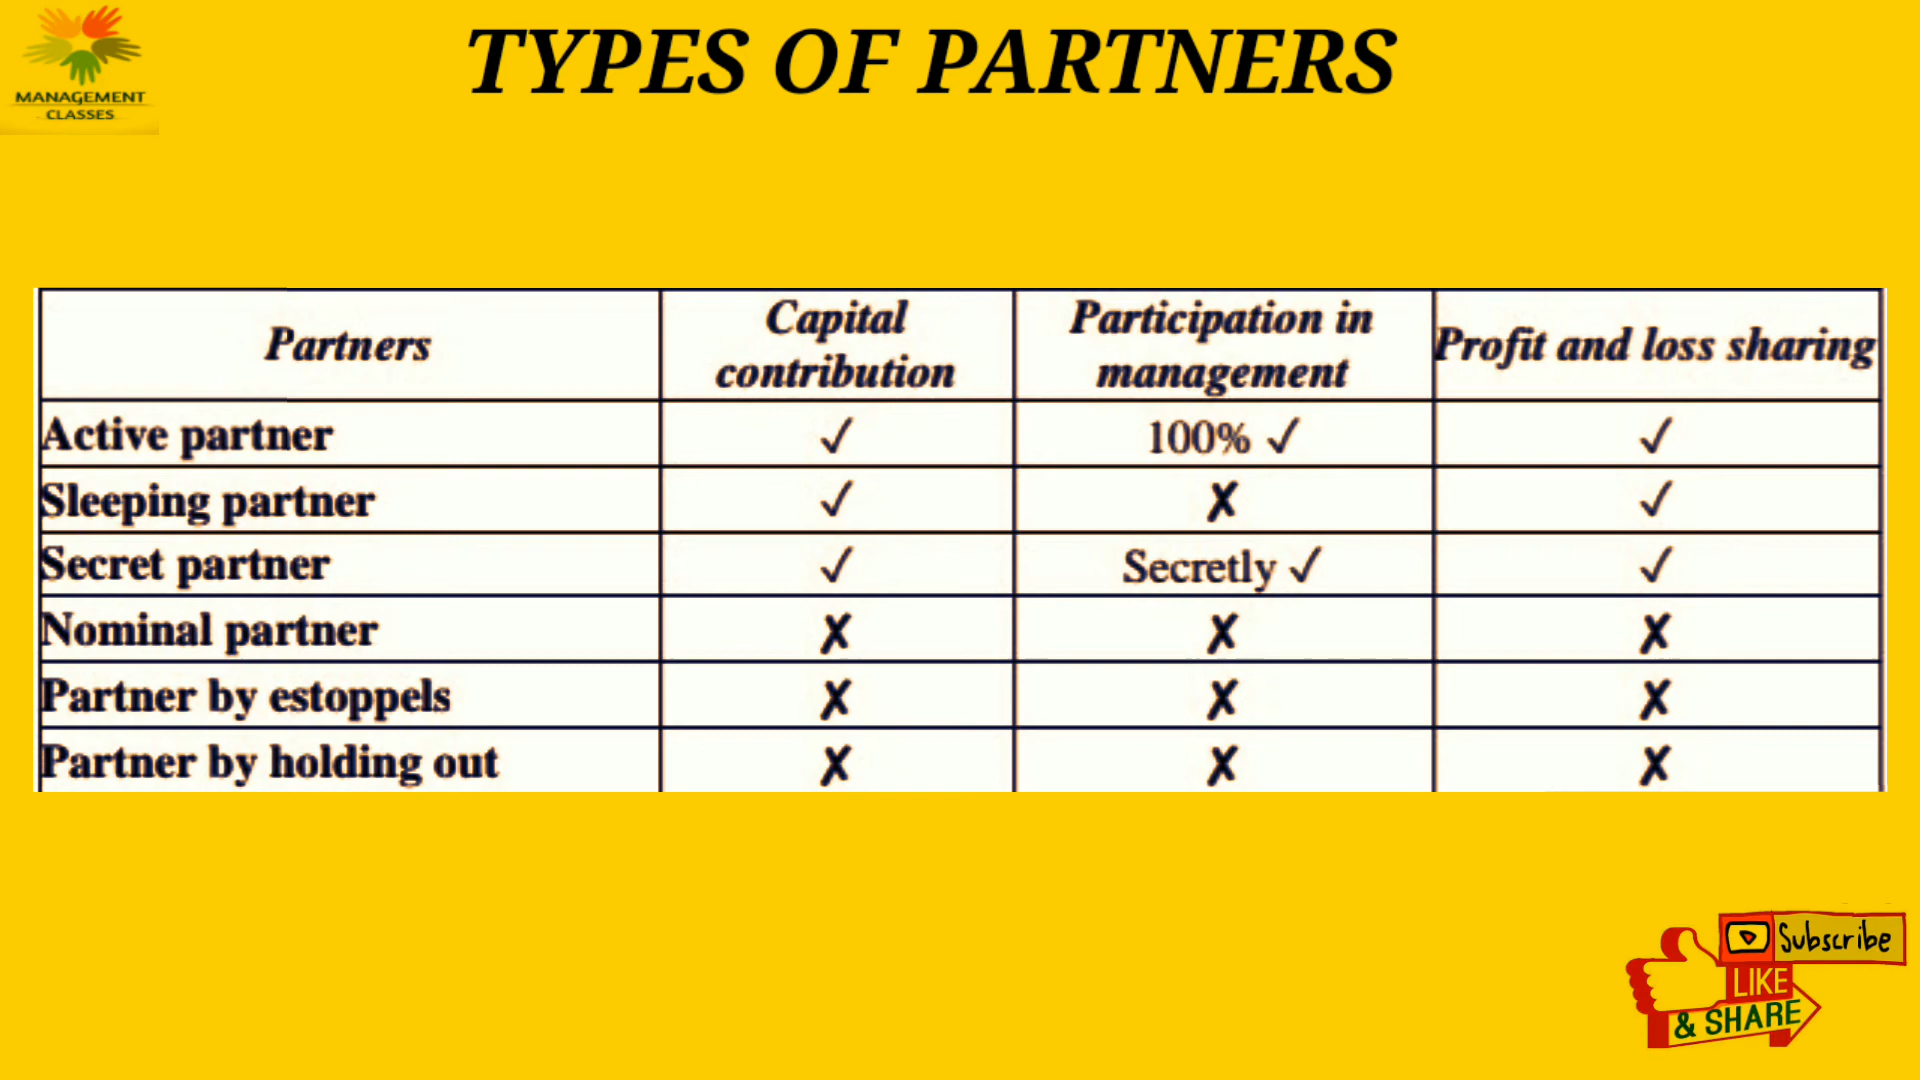 MANAGEMENT
CLASSES
TYPES OF PARTNERS
Partners Capital contribution Participation in management Profit and loss sharing
Active partner ✓ 100% ✓ ✓
Sleeping partner ✓ ✗ ✓
Secret partner ✓ Secretly ✓ ✓
Nominal partner ✗ ✗ ✗
Partner by estoppels ✗ ✗ ✗
Partner by holding out ✗ ✗ ✗
Subscribe
LIKE
& SHARE